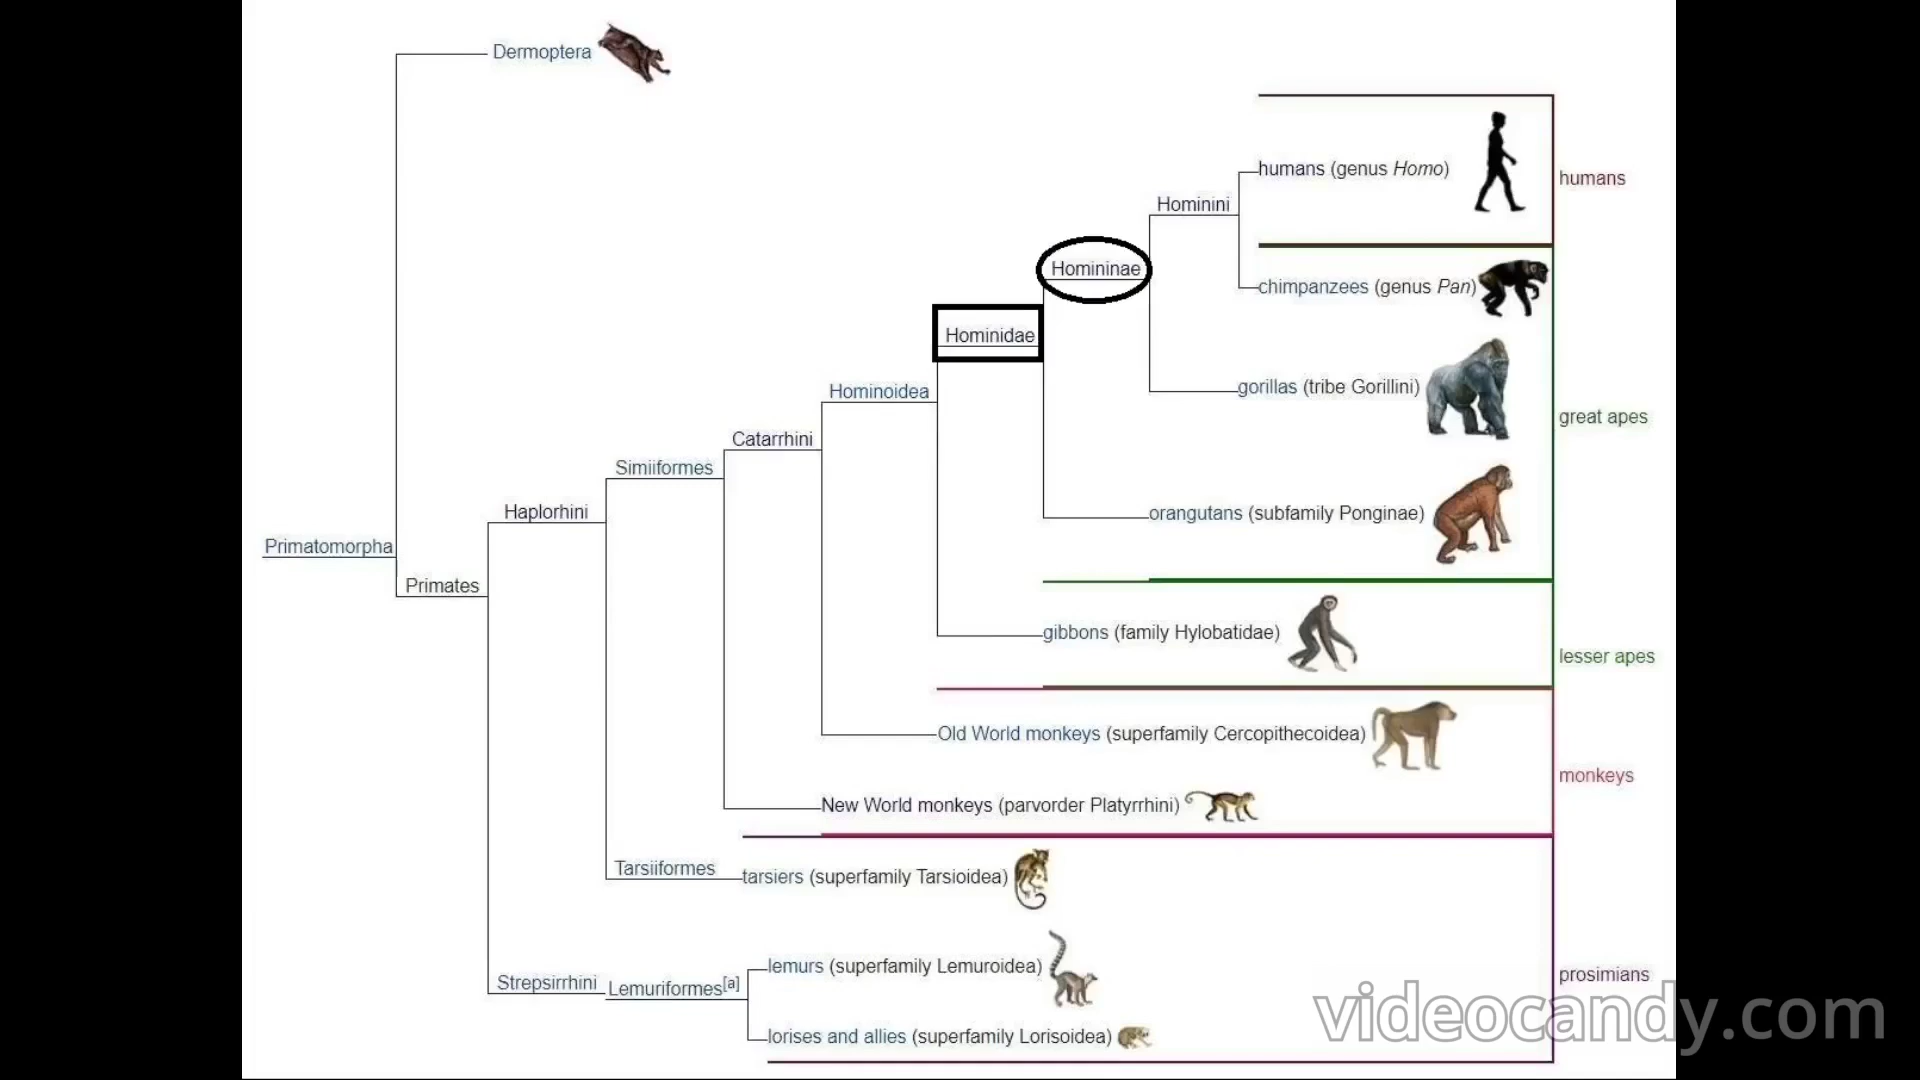 Dermoptera
humans (genus Homo)
humans
Hominini
Homininae
chimpanzees (genus Pan)
Hominidae
gorillas (tribe Gorillini)
Hominoidea
great apes
Catarrhini
Simiiformes
Haplorhini
orangutans (subfamily Ponginae)
Primatomorpha
Primates
gibbons (family Hylobatidae)
lesser apes
Old World monkeys (superfamily Cercopithecoidea)
monkeys
New World monkeys (parvorder Platyrrhini)
Tarsiiformes
tarsiers (superfamily Tarsioidea)
lemurs (superfamily Lemuroidea)
prosimians
Strepsirrhini
Lemuriformes[a]
lorises and allies (superfamily Lorisoidea)
videocandy.com